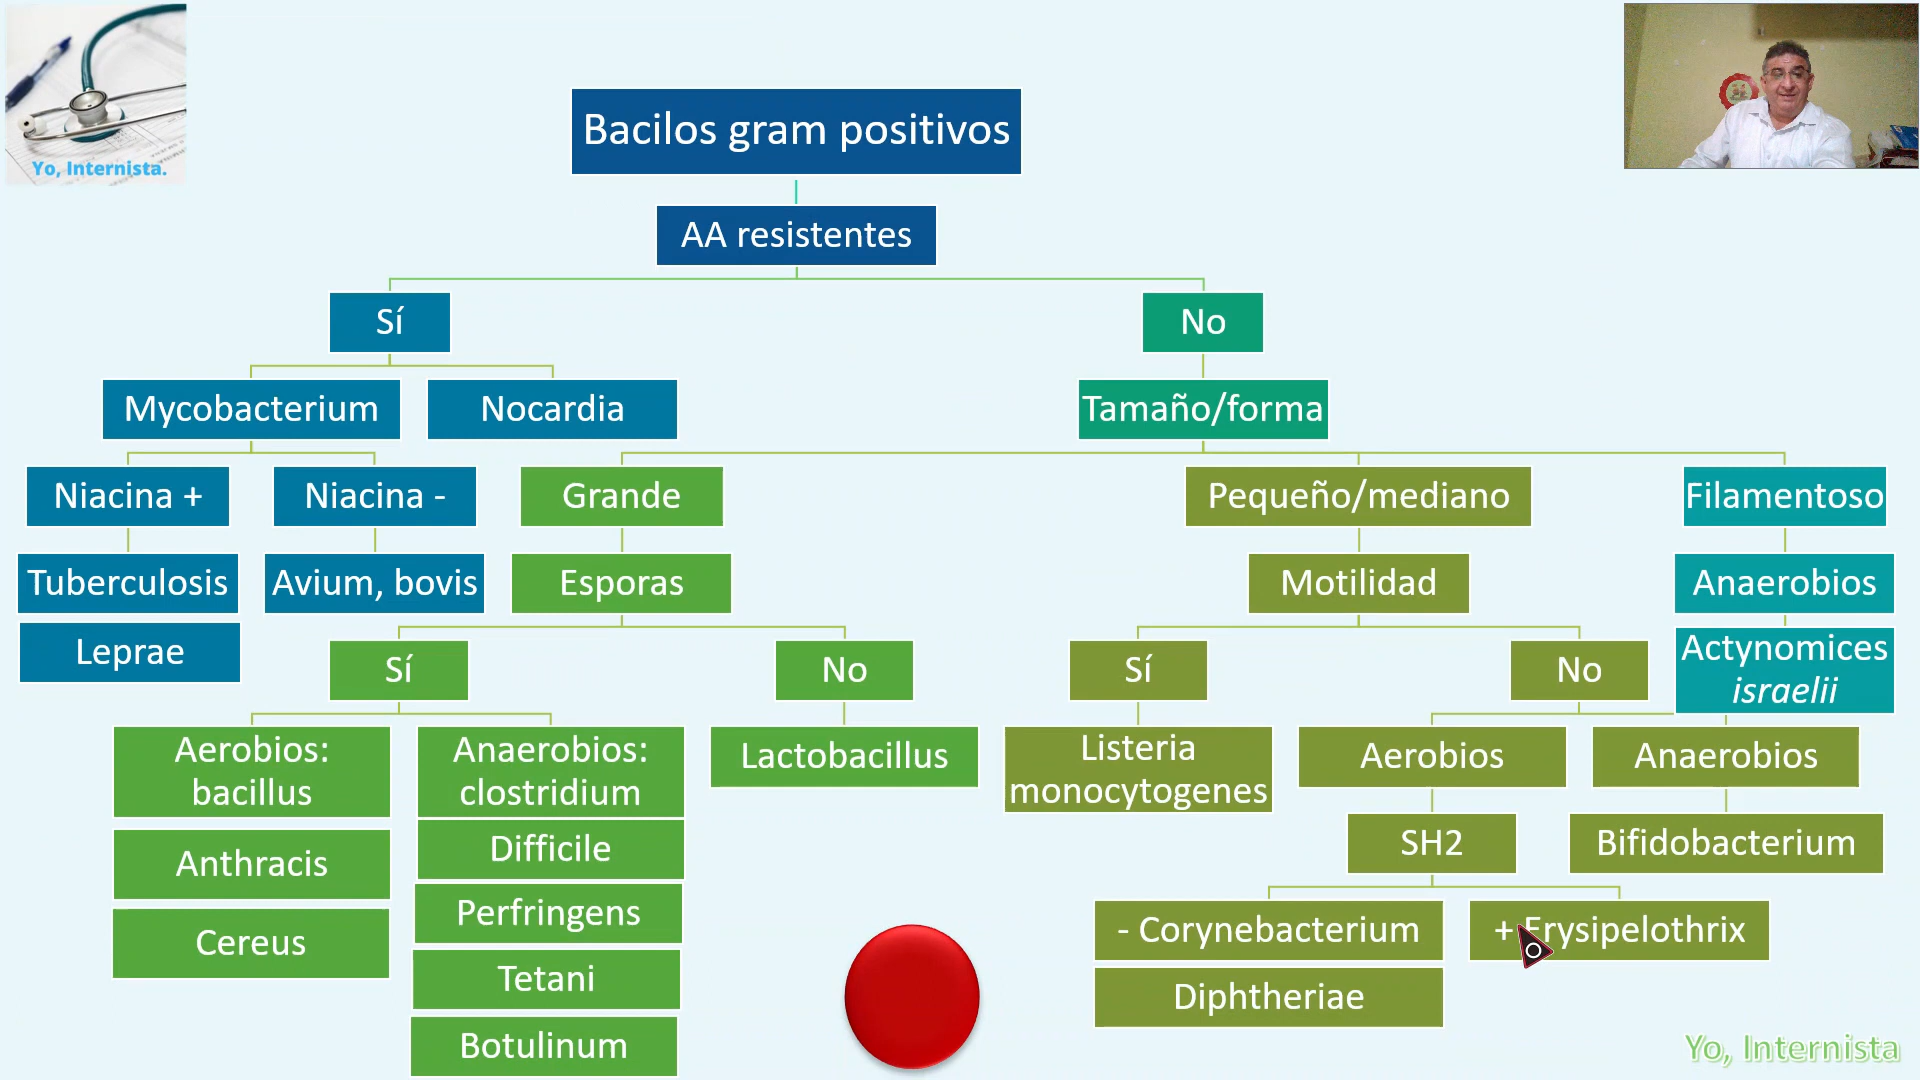 Yo, Internista.
Bacilos gram positivos
AA resistentes
Sí
No
Mycobacterium
Nocardia
Tamaño/forma
Niacina +
Niacina -
Grande
Pequeño/mediano
Filamentoso
Tuberculosis
Avium, bovis
Esporas
Motilidad
Anaerobios
Leprae
Sí
No
Sí
No
Actynomices
israelii
Aerobios:
bacillus
Anaerobios:
clostridium
Lactobacillus
Listeria
monocytogenes
Aerobios
Anaerobios
Anthracis
Difficile
SH2
Bifidobacterium
Cereus
Perfringens
- Corynebacterium
+ Erysipelothrix
Tetani
Diphtheriae
Botulinum
Yo, Internista